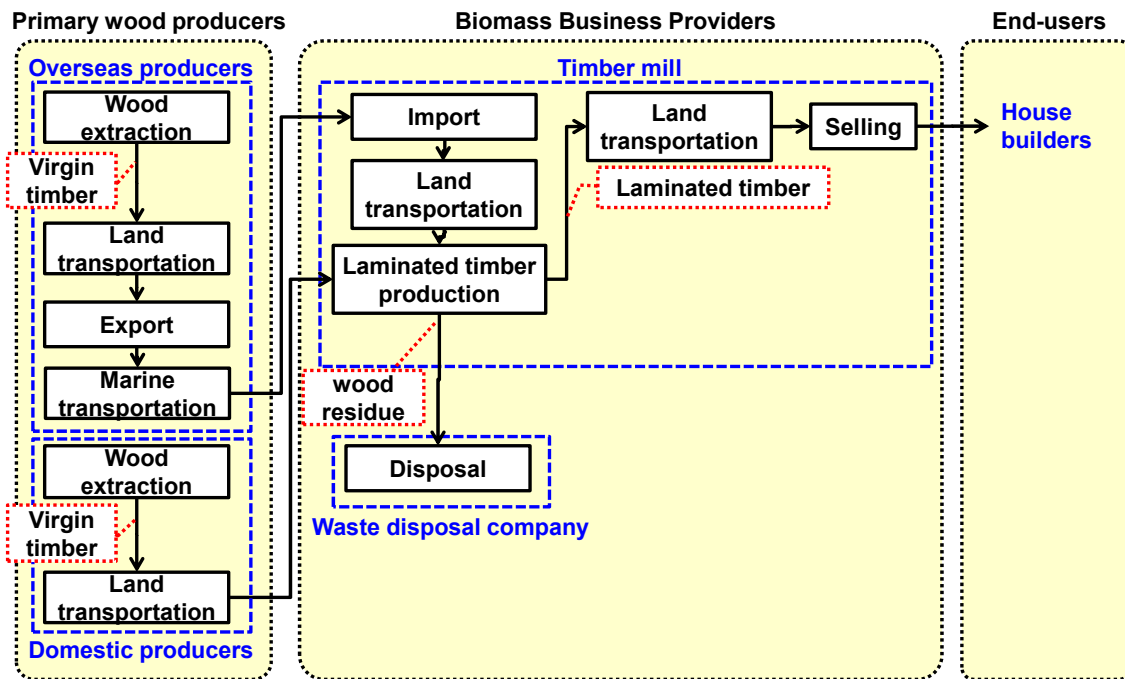 Primary wood producers
Biomass Business Providers
End-users
Overseas producers
Wood
extraction
Virgin
timber
Land
transportation
Export
Marine
transportation
Wood
extraction
Virgin
timber
Land
transportation
Domestic producers
Timber mill
Import
Land
transportation
Laminated timber
production
Land
transportation
Selling
Laminated timber
wood
residue
Disposal
Waste disposal company
House
builders